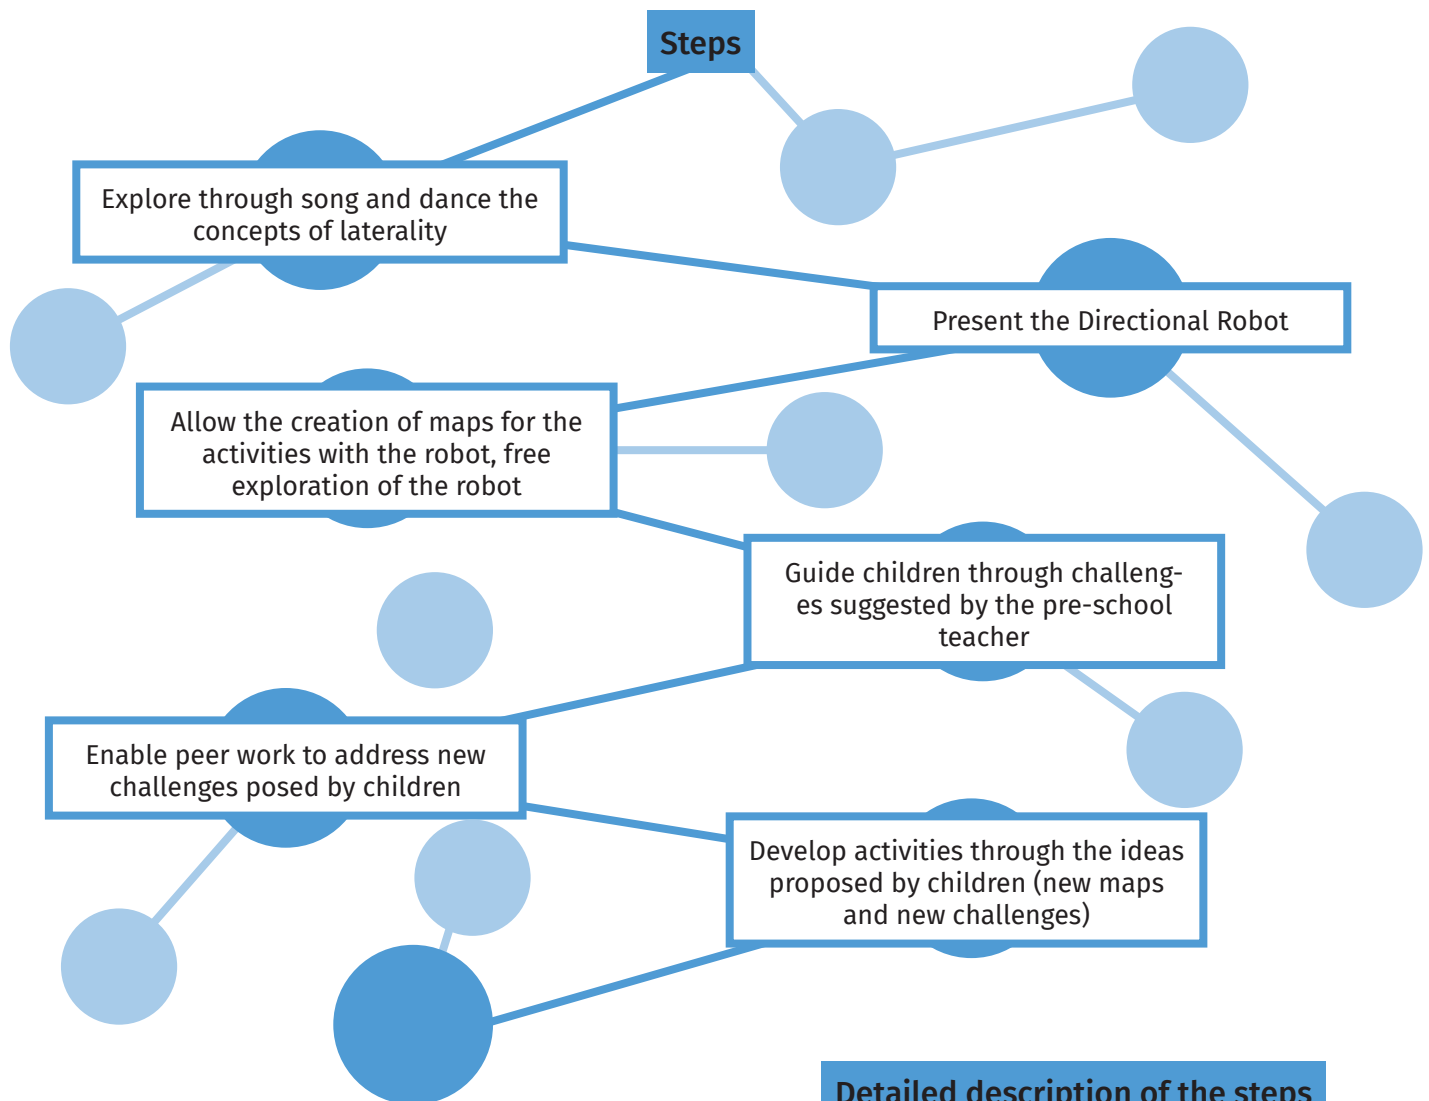 Steps
Explore through song and dance the
concepts of laterality
Present the Directional Robot
Allow the creation of maps for the
activities with the robot, free
exploration of the robot
Guide children through challeng-
es suggested by the pre-school
teacher
Enable peer work to address new
challenges posed by children
Develop activities through the ideas
proposed by children (new maps
and new challenges)
Detailed description of the steps